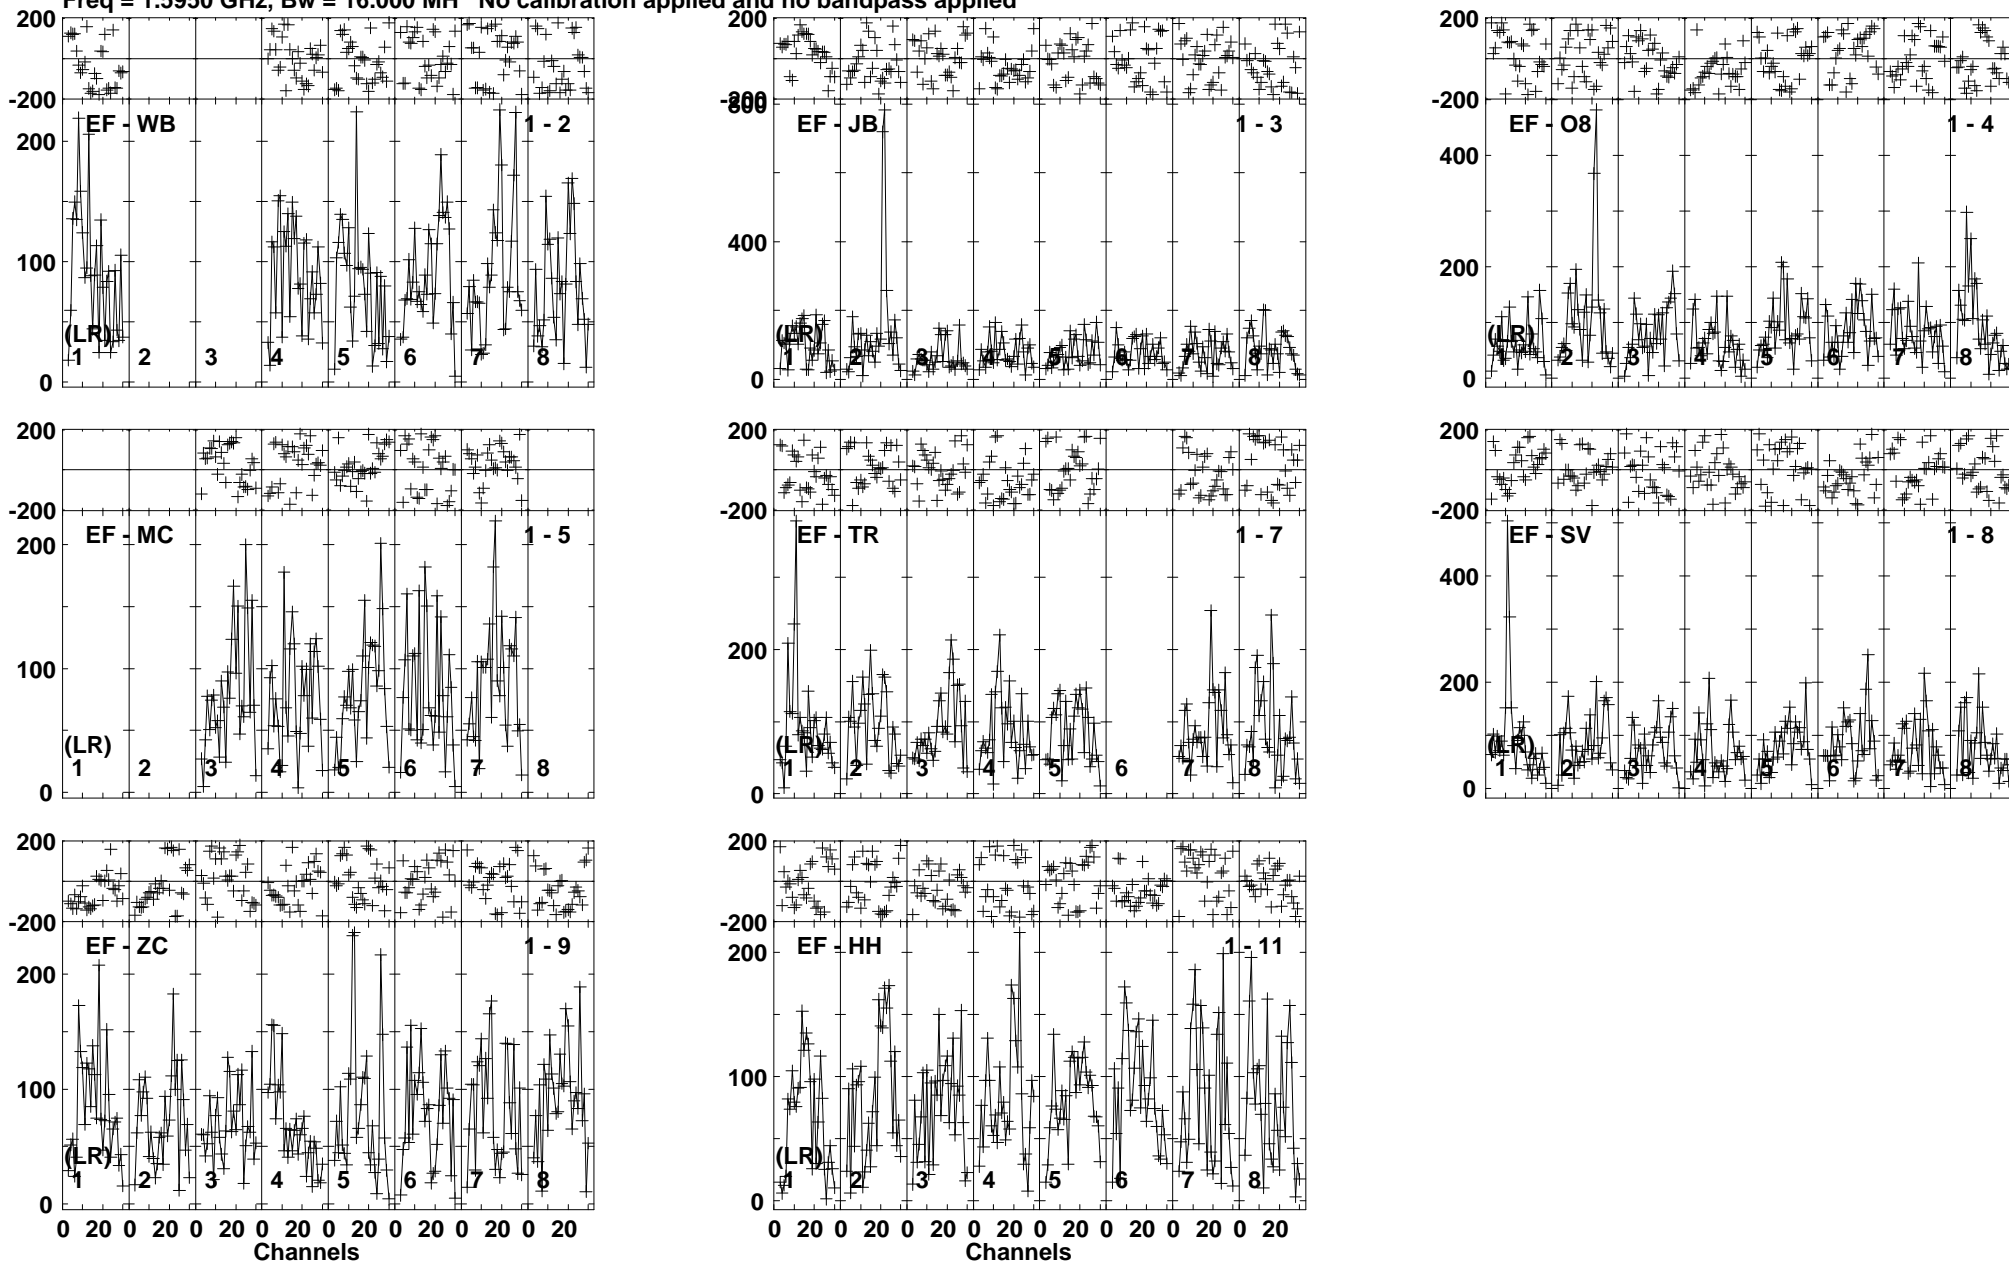 Freq = 1.5950 GHz, Bw = 16.000 MH No calibration applied and no bandpass applied
200
-200
EF - WB 1 - 2
200
100
0
(LR)
1 2 3 4 5 6 7 8
200
-200
800
EF - JB 1 - 3
400
0
(LR)
1 2 3 4 5 6 7 8
200
-200
EF - O8 1 - 4
400
200
0
(LR)
1 2 3 4 5 6 7 8
200
-200
EF - MC 1 - 5
200
100
0
(LR)
1 2 3 4 5 6 7 8
200
-200
EF - TR 1 - 7
200
0
(LR)
1 2 3 4 5 6 7 8
200
-200
EF - SV 1 - 8
400
200
0
(LR)
1 2 3 4 5 6 7 8
200
-200
EF - ZC 1 - 9
200
100
0
(LR)
1 2 3 4 5 6 7 8
0 20 0 20 0 20 0 20 0 20 0 20 0 20 0 20
Channels
200
-200
EF - HH 1 - 11
200
100
0
(LR)
1 2 3 4 5 6 7 8
0 20 0 20 0 20 0 20 0 20 0 20 0 20 0 20
Channels